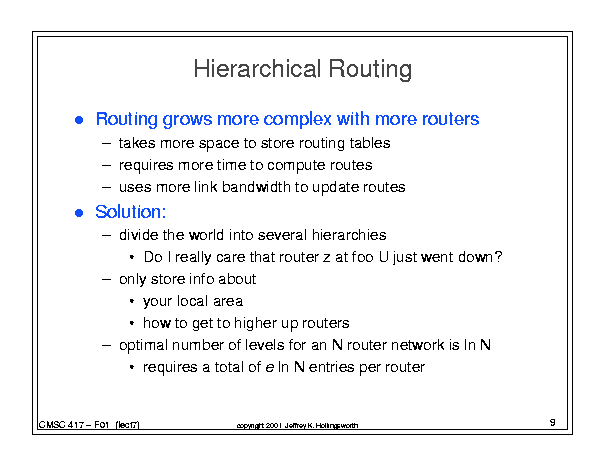 Hierarchical Routing
● Routing grows more complex with more routers
– takes more space to store routing tables
– requires more time to compute routes
– uses more link bandwidth to update routes
● Solution:
– divide the world into several hierarchies
• Do I really care that router z at foo U just went down?
– only store info about
• your local area
• how to get to higher up routers
– optimal number of levels for an N router network is ln N
• requires a total of e ln N entries per router
CMSC 417 – F01 (lect7)
copyright 2001 Jeffrey K. Hollingsworth
9